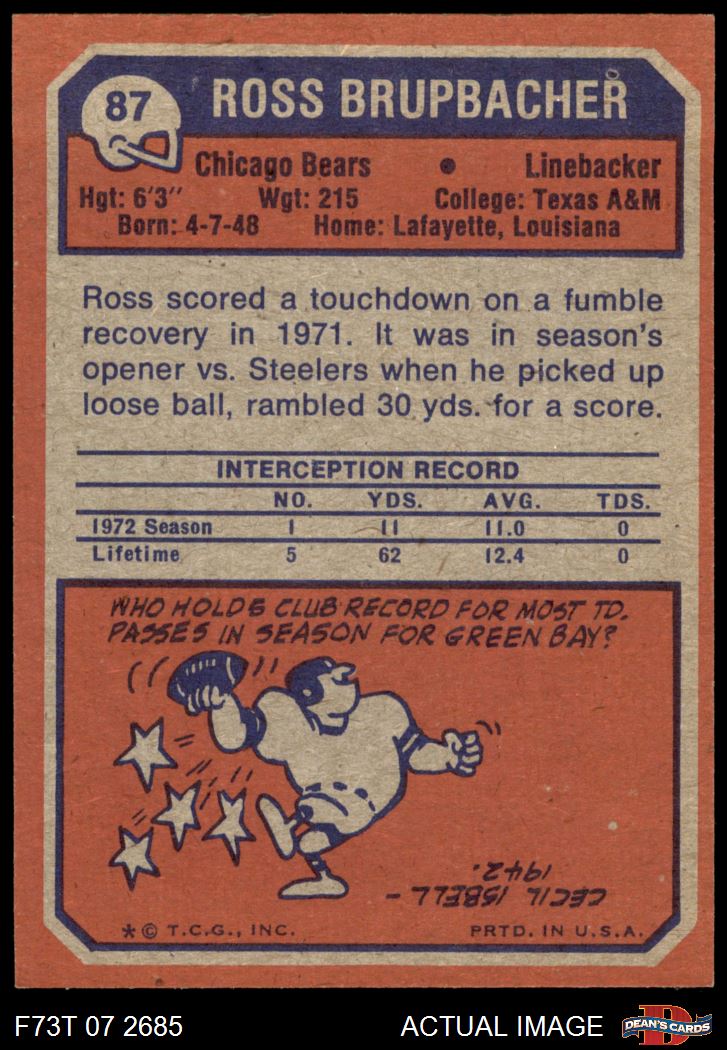 87
ROSS BRUPBACHER
Chicago Bears • Linebacker
Hgt: 6'3" Wgt: 215 College: Texas A&M
Born: 4-7-48 Home: Lafayette, Louisiana
Ross scored a touchdown on a fumble
recovery in 1971. It was in season's
opener vs. Steelers when he picked up
loose ball, rambled 30 yds. for a score.
INTERCEPTION RECORD
NO. YDS. AVG. TDS.
1972 Season 1 11 11.0 0
Lifetime 5 62 12.4 0
WHO HOLDS CLUB RECORD FOR MOST TD.
PASSES IN SEASON FOR GREEN BAY?
CECIL ISBELL -
1942.
* © T.C.G., INC. PRTD. IN U.S.A.
F73T 07 2685 ACTUAL IMAGE
D
DEAN'S CARDS